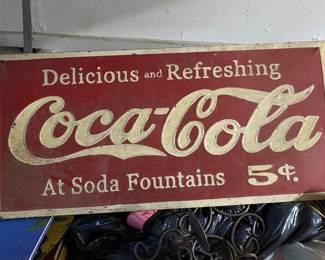 Delicious and Refreshing
Coca-Cola
At Soda Fountains 5¢.